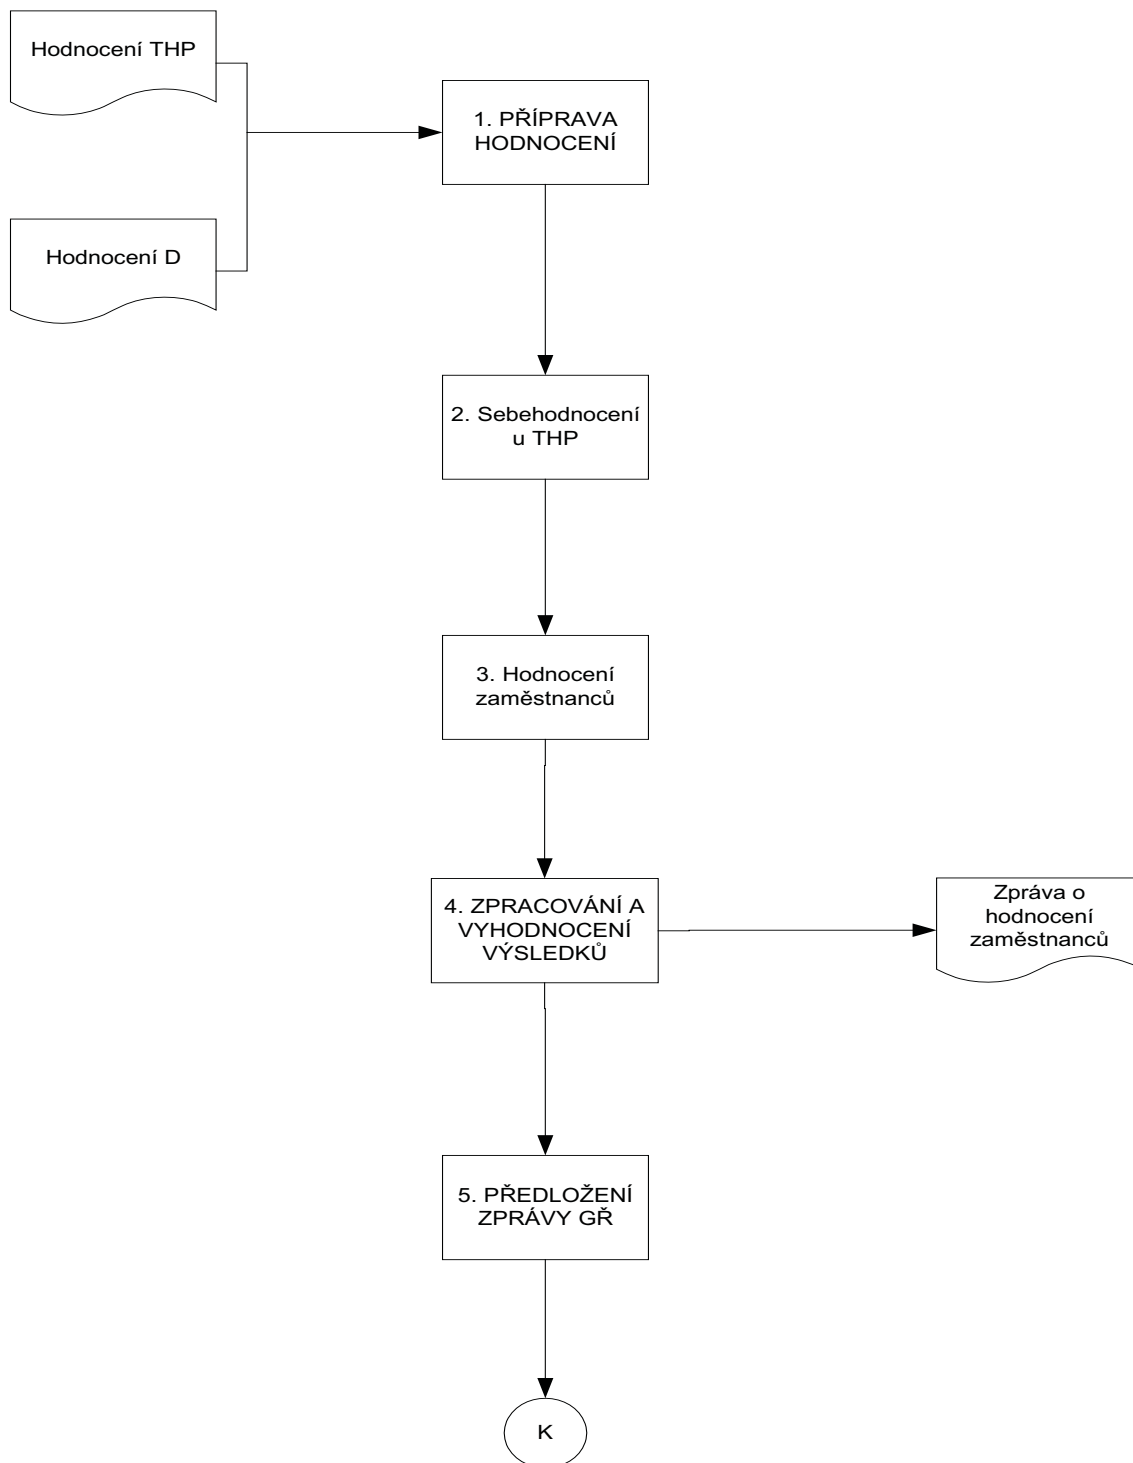 Hodnocení THP
1. PŘÍPRAVA
HODNOCENÍ
Hodnocení D
2. Sebehodnocení
u THP
3. Hodnocení
zaměstnanců
4. ZPRACOVÁNÍ A
VYHODNOCENÍ
VÝSLEDKŮ
Zpráva o
hodnocení
zaměstnanců
5. PŘEDLOŽENÍ
ZPRÁVY GŘ
K